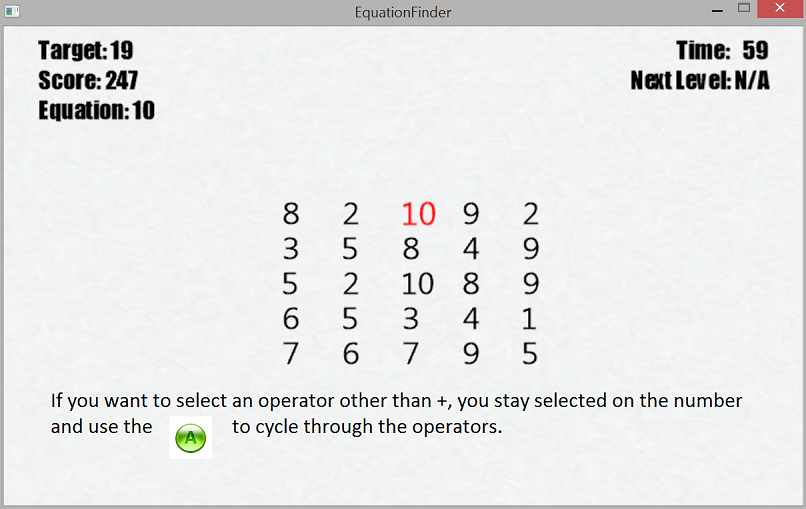 EquationFinder
Target: 19
Time: 59
Score: 247
Next Level: N/A
Equation: 10
8 2 10 9 2
3 5 8 4 9
5 2 10 8 9
6 5 3 4 1
7 6 7 9 5
If you want to select an operator other than +, you stay selected on the number
and use the A to cycle through the operators.